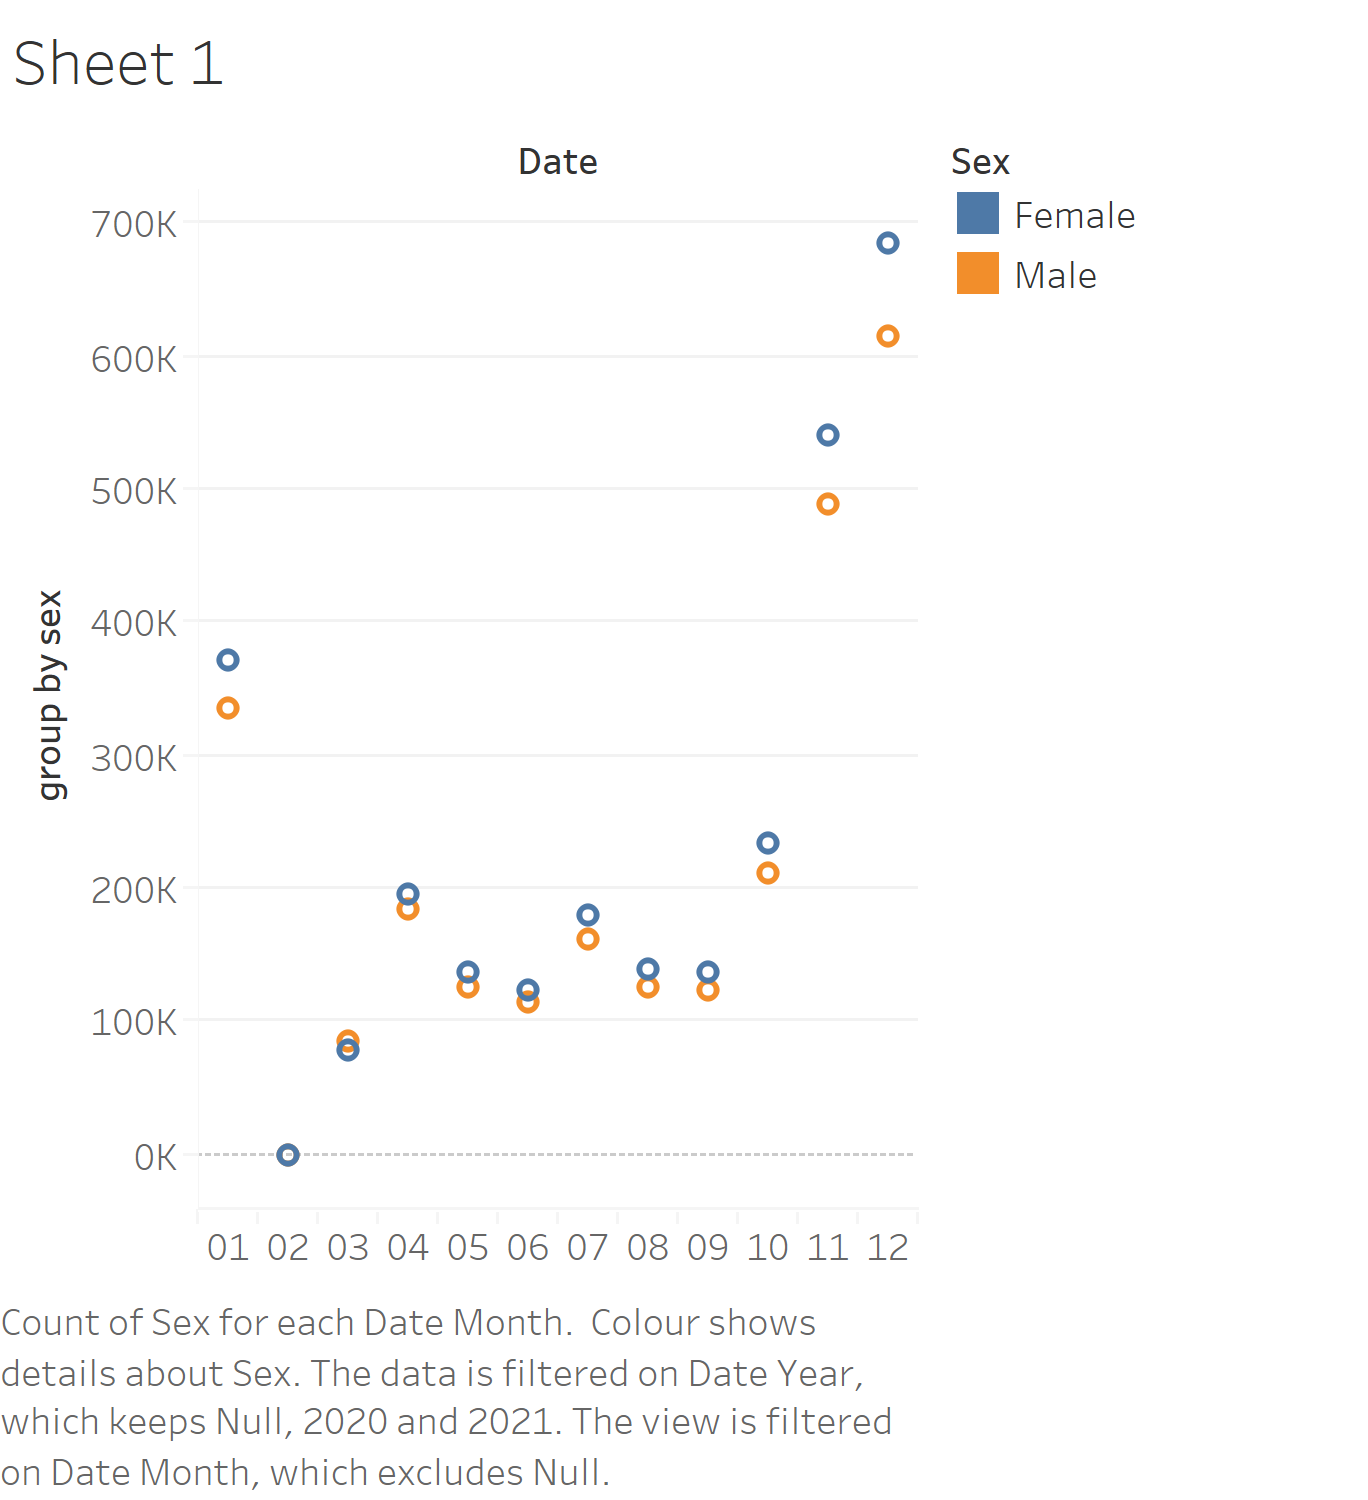 Sheet 1
Date
Sex
Female
Male
700K
600K
500K
400K
300K
200K
100K
0K
group by sex
01 02 03 04 05 06 07 08 09 10 11 12
Count of Sex for each Date Month.  Colour shows
details about Sex. The data is filtered on Date Year,
which keeps Null, 2020 and 2021. The view is filtered
on Date Month, which excludes Null.